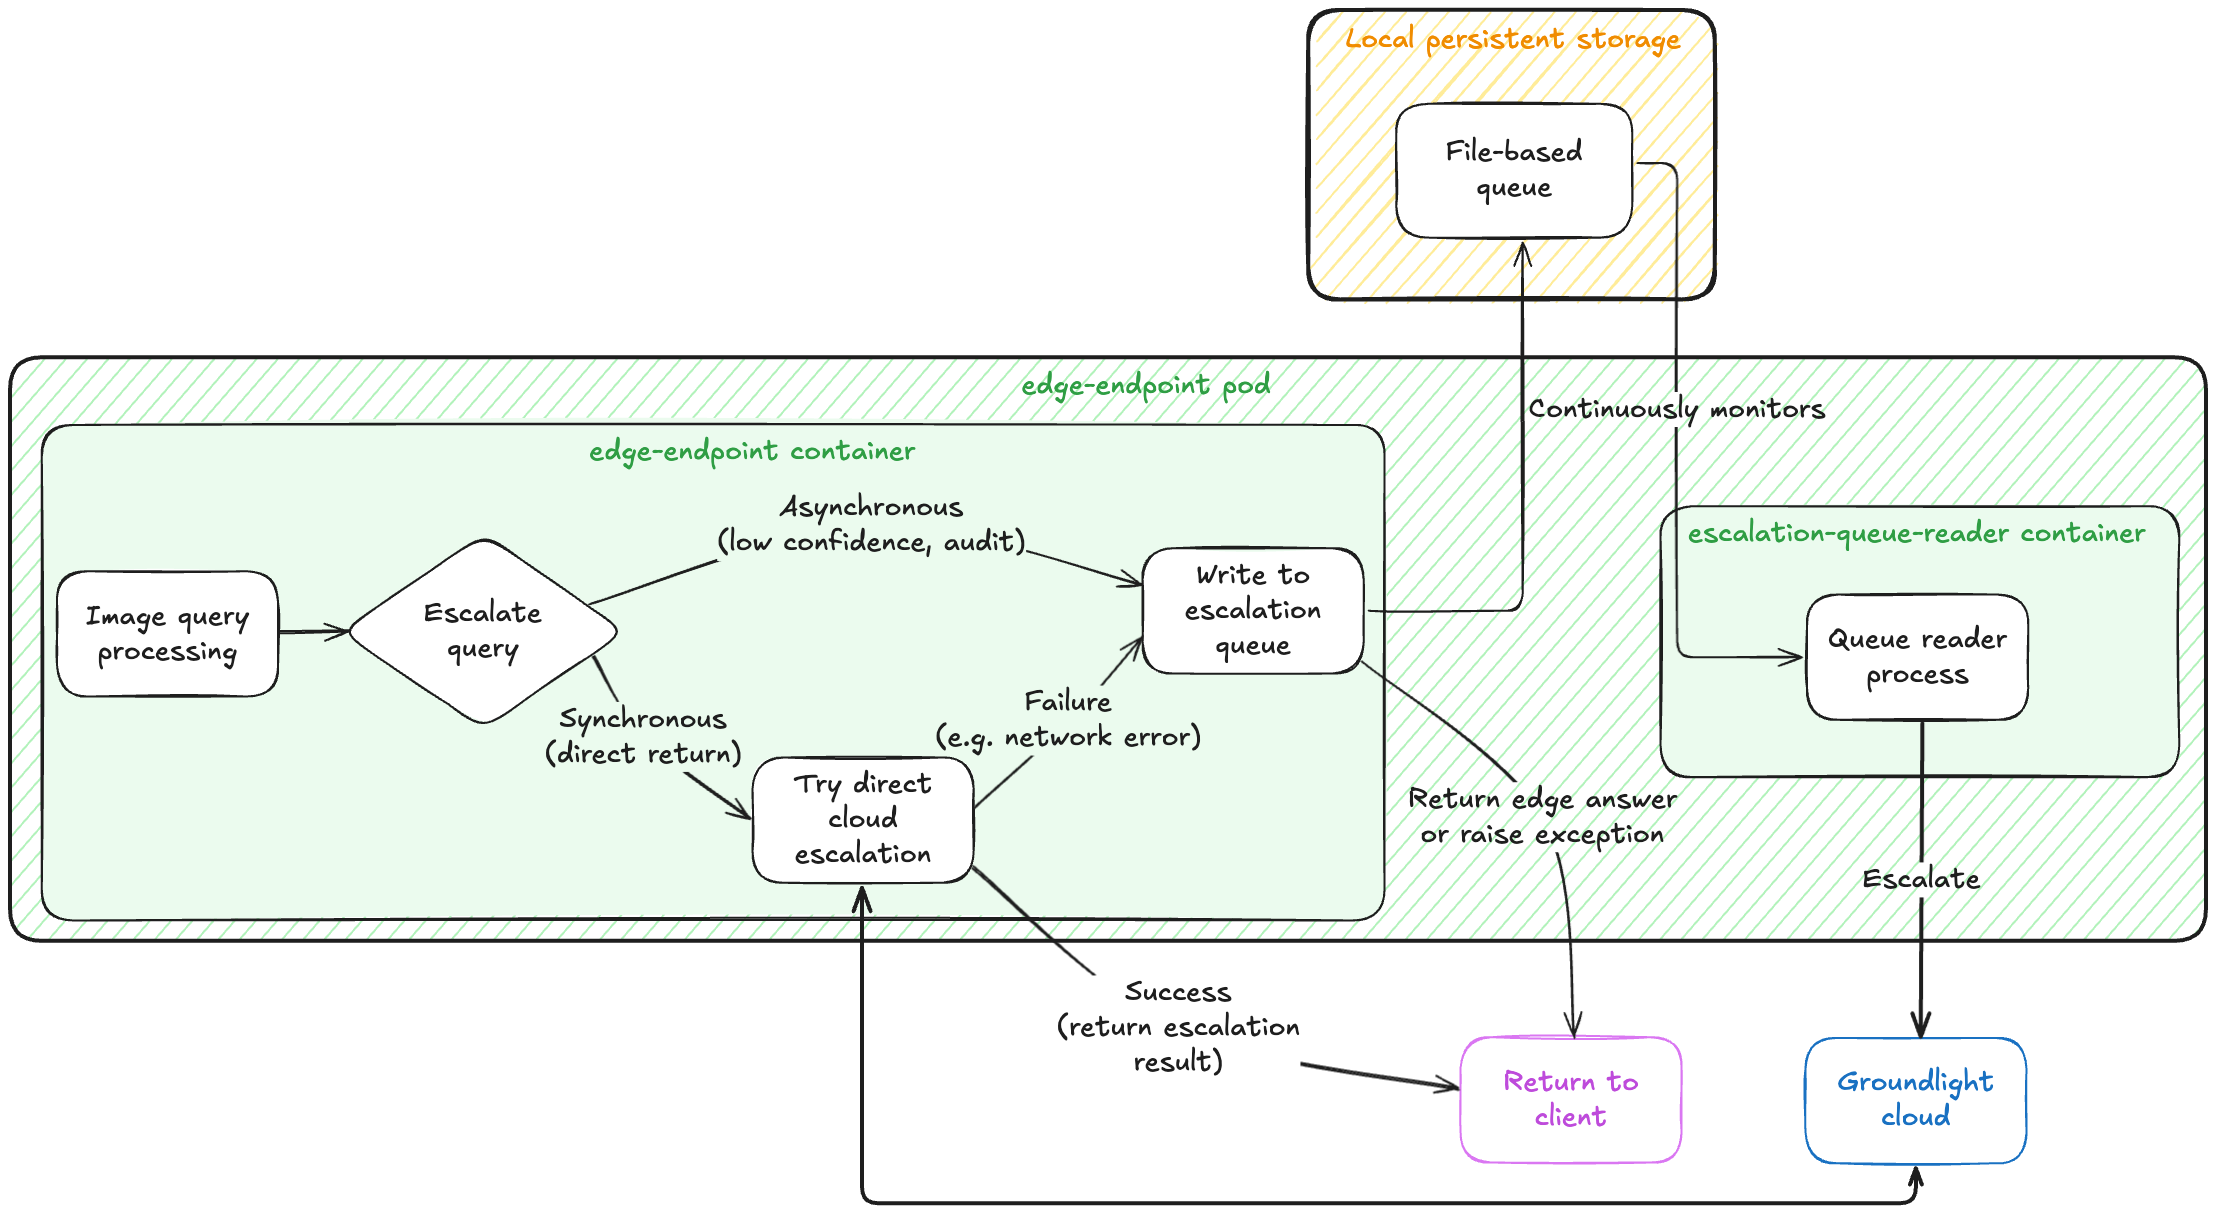 Local persistent storage
File-based
queue
edge-endpoint pod
Continuously monitors
edge-endpoint container
Asynchronous
(low confidence, audit)
Image query
processing
Escalate
query
Write to
escalation
queue
Synchronous
(direct return)
Failure
(e.g. network error)
Try direct
cloud
escalation
escalation-queue-reader container
Queue reader
process
Return edge answer
or raise exception
Escalate
Success
(return escalation
result)
Return to
client
Groundlight
cloud